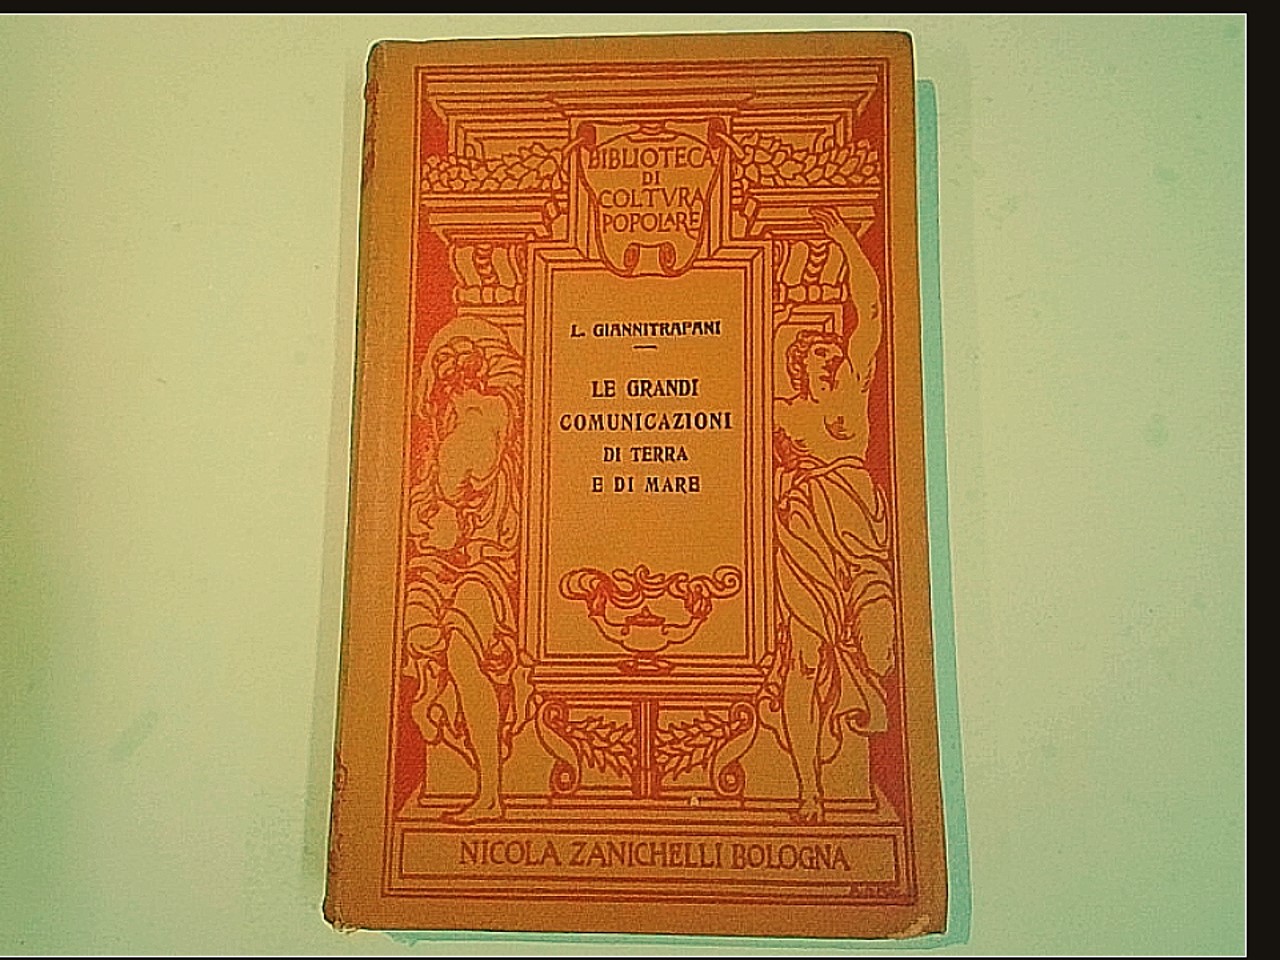 BIBLIOTECA
DI
COLTVRA
POPOLARE
L. GIANNITRAPANI
LE GRANDI
COMUNICAZIONI
DI TERRA
E DI MARE
NICOLA ZANICHELLI BOLOGNA